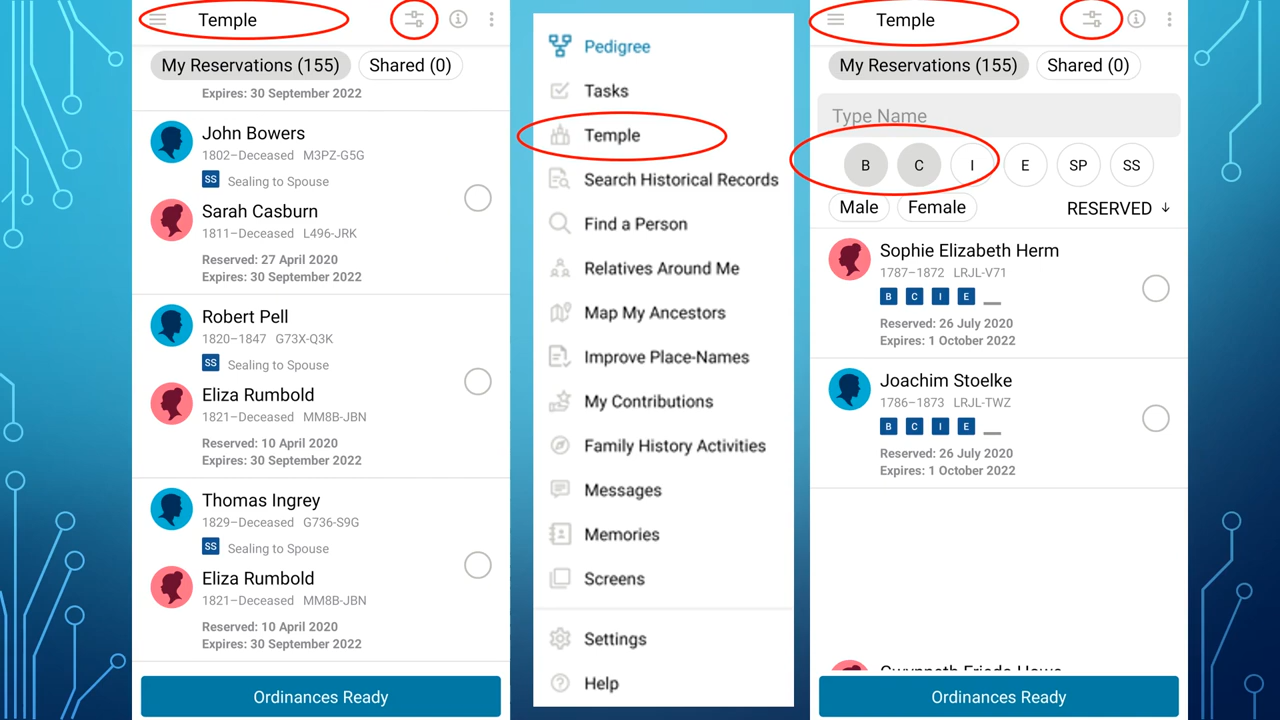 Temple
My Reservations (155) Shared (0)
Expires: 30 September 2022
John Bowers
1802–Deceased M3PZ-G5G
SS Sealing to Spouse
Sarah Casburn
1811–Deceased L496-JRK
Reserved: 27 April 2020
Expires: 30 September 2022
Robert Pell
1820–1847 G73X-Q3K
SS Sealing to Spouse
Eliza Rumbold
1821–Deceased MM8B-JBN
Reserved: 10 April 2020
Expires: 30 September 2022
Thomas Ingrey
1829–Deceased G736-S9G
SS Sealing to Spouse
Eliza Rumbold
1821–Deceased MM8B-JBN
Reserved: 10 April 2020
Expires: 30 September 2022
Ordinances Ready
Pedigree
Tasks
Temple
Search Historical Records
Find a Person
Relatives Around Me
Map My Ancestors
Improve Place-Names
My Contributions
Family History Activities
Messages
Memories
Screens
Settings
Help
Temple
My Reservations (155) Shared (0)
Type Name
B C I E SP SS
Male Female RESERVED ↓
Sophie Elizabeth Herm
1787–1872 LRJL-V71
B C I E
Reserved: 26 July 2020
Expires: 1 October 2022
Joachim Stoelke
1786–1873 LRJL-TWZ
B C I E
Reserved: 26 July 2020
Expires: 1 October 2022
Ordinances Ready